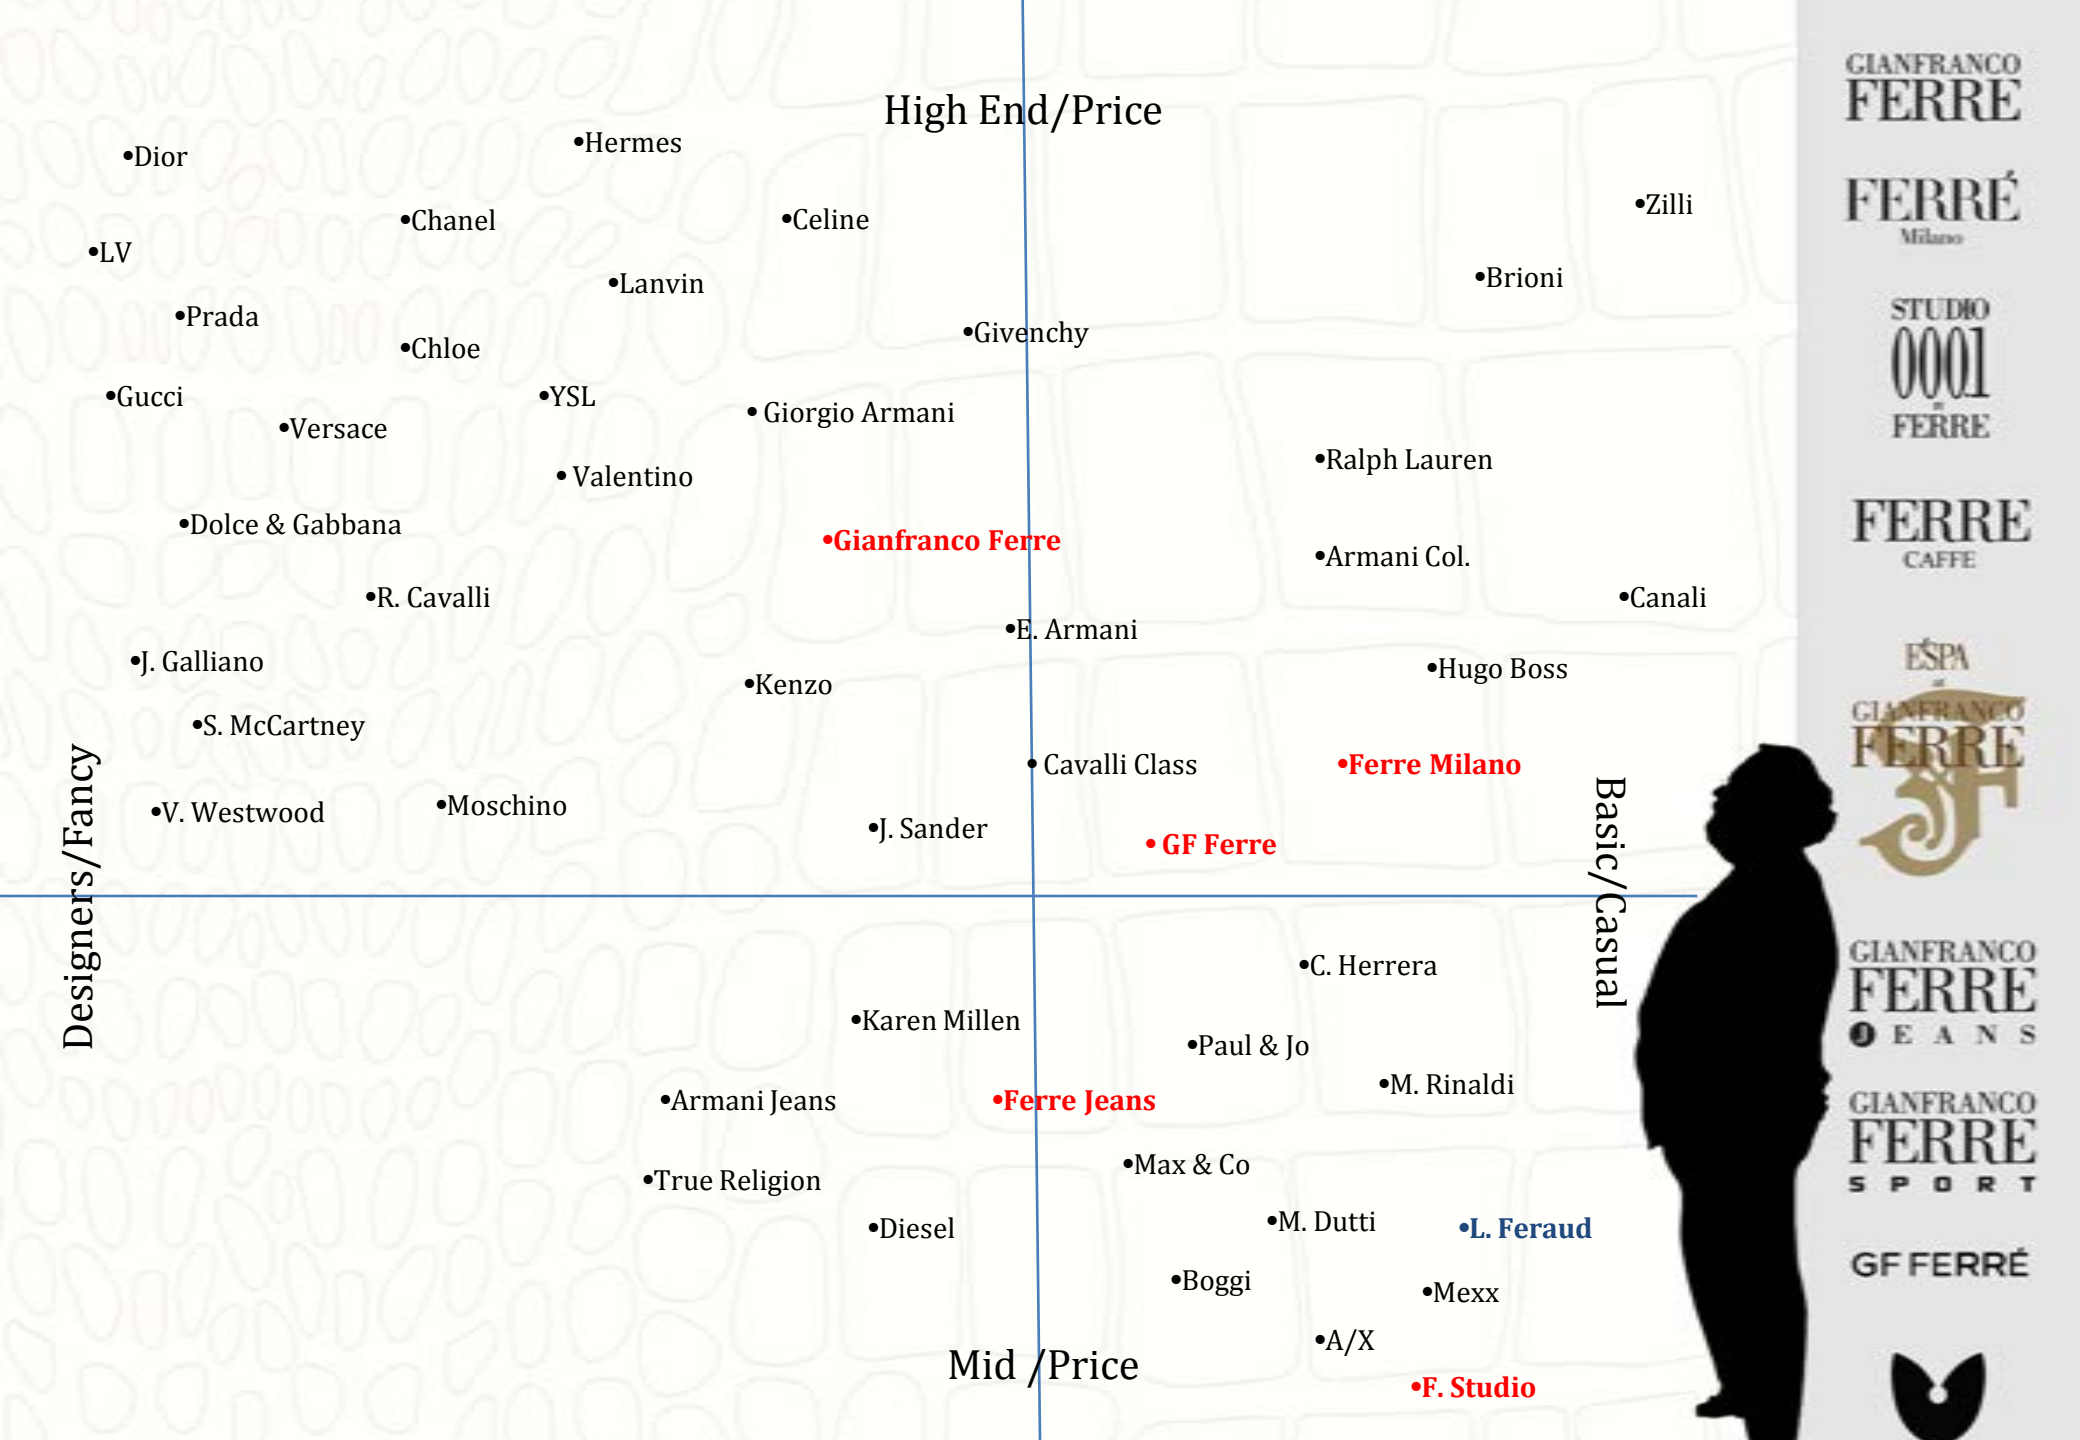 High End/Price
•Hermes
•Dior
•Zilli
•Chanel
•Celine
•LV
•Brioni
•Lanvin
•Prada
•Givenchy
•Chloe
•Gucci
•YSL
• Giorgio Armani
•Versace
•Ralph Lauren
• Valentino
•Dolce & Gabbana
•Gianfranco Ferre
•Armani Col.
•R. Cavalli
•Canali
•E. Armani
•J. Galliano
•Hugo Boss
•Kenzo
•S. McCartney
• Cavalli Class
•Ferre Milano
•V. Westwood
•Moschino
•J. Sander
• GF Ferre
Designers/Fancy
Basic/Casual
•C. Herrera
•Karen Millen
•Paul & Jo
•M. Rinaldi
•Armani Jeans
•Ferre Jeans
•Max & Co
•True Religion
•M. Dutti
•L. Feraud
•Diesel
•Boggi
•Mexx
•A/X
Mid /Price
•F. Studio
GIANFRANCO
FERRE
FERRÉ
Milano
STUDIO
0001
FERRE
FERRE
CAFFE
ESPA
GIANFRANCO
FERRE
GIANFRANCO
FERRE
JEANS
GIANFRANCO
FERRE
SPORT
GF FERRÉ